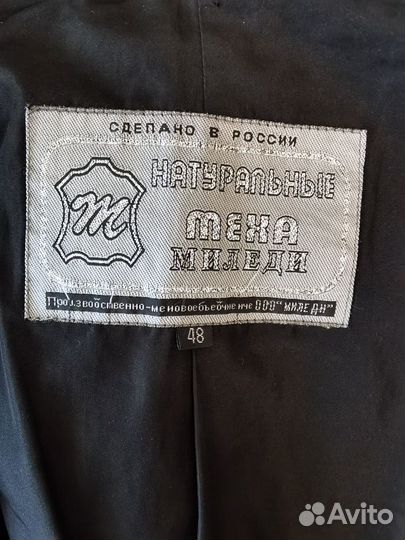 СДЕЛАНО В РОССИИ
М
НАТУРАЛЬНЫЕ
МЕХА
МИЛЕДИ
Производственно-меховое объединение ООО "МИЛЕДИ"
48
Avito